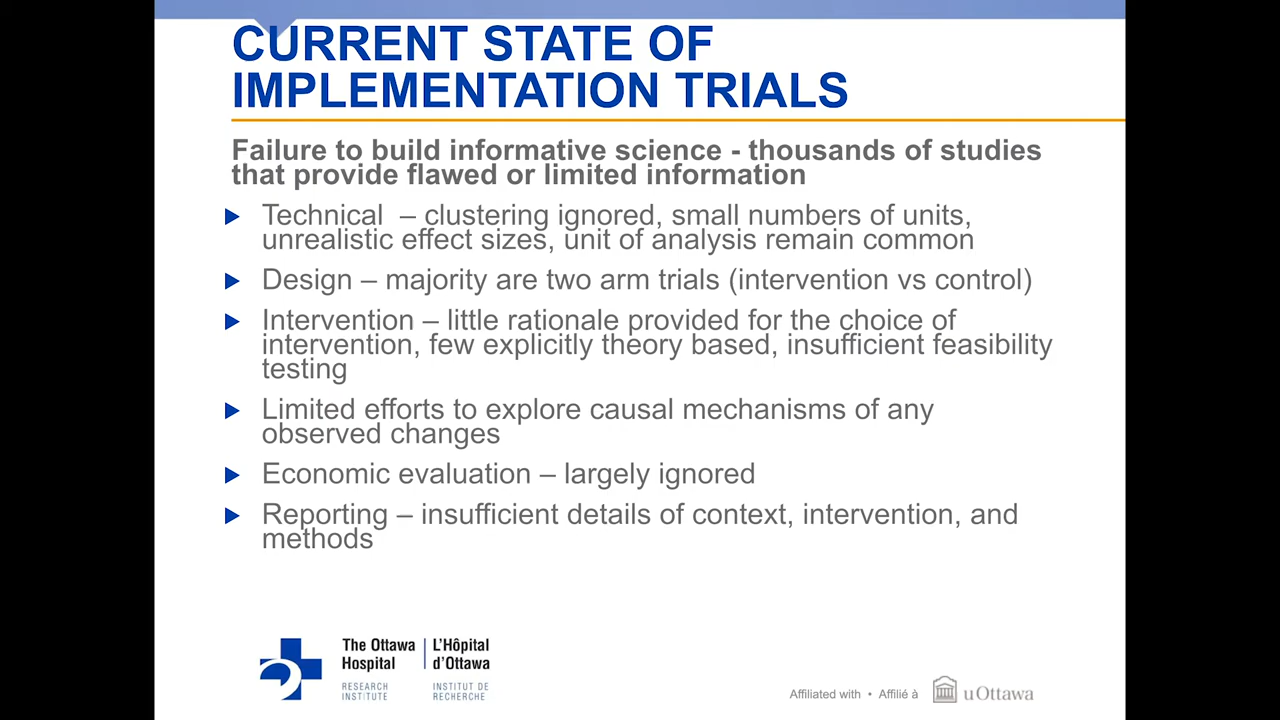 CURRENT STATE OF
IMPLEMENTATION TRIALS
Failure to build informative science - thousands of studies
that provide flawed or limited information
Technical – clustering ignored, small numbers of units,
unrealistic effect sizes, unit of analysis remain common
Design – majority are two arm trials (intervention vs control)
Intervention – little rationale provided for the choice of
intervention, few explicitly theory based, insufficient feasibility
testing
Limited efforts to explore causal mechanisms of any
observed changes
Economic evaluation – largely ignored
Reporting – insufficient details of context, intervention, and
methods
The Ottawa
Hospital
RESEARCH
INSTITUTE
L'Hôpital
d'Ottawa
INSTITUT DE
RECHERCHE
Affiliated with • Affilié à
uOttawa